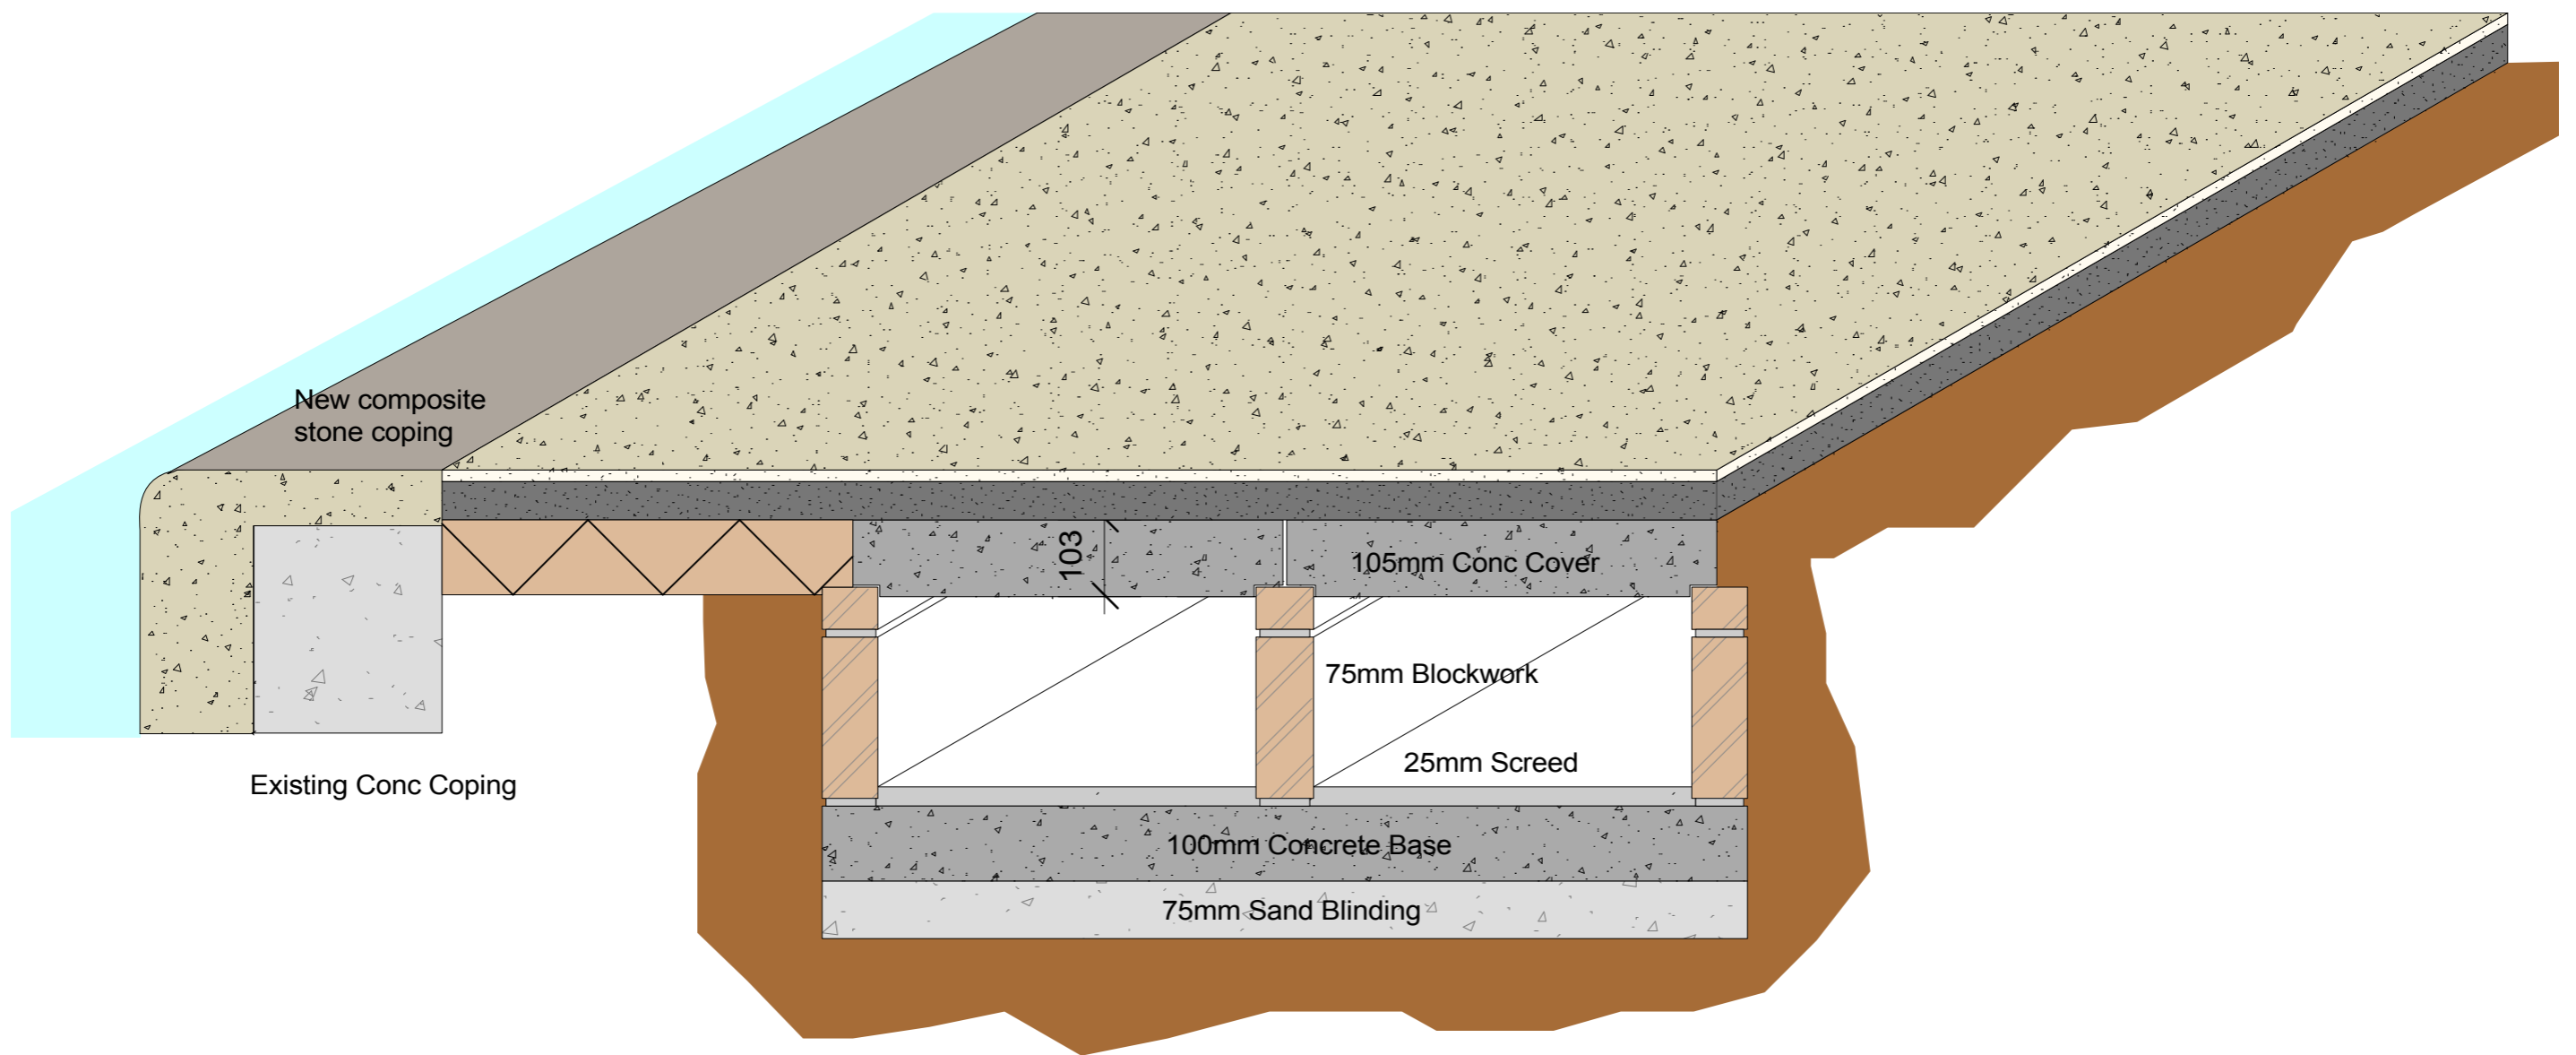 New composite
stone coping
103
105mm Conc Cover
75mm Blockwork
25mm Screed
Existing Conc Coping
100mm Concrete Base
75mm Sand Blinding